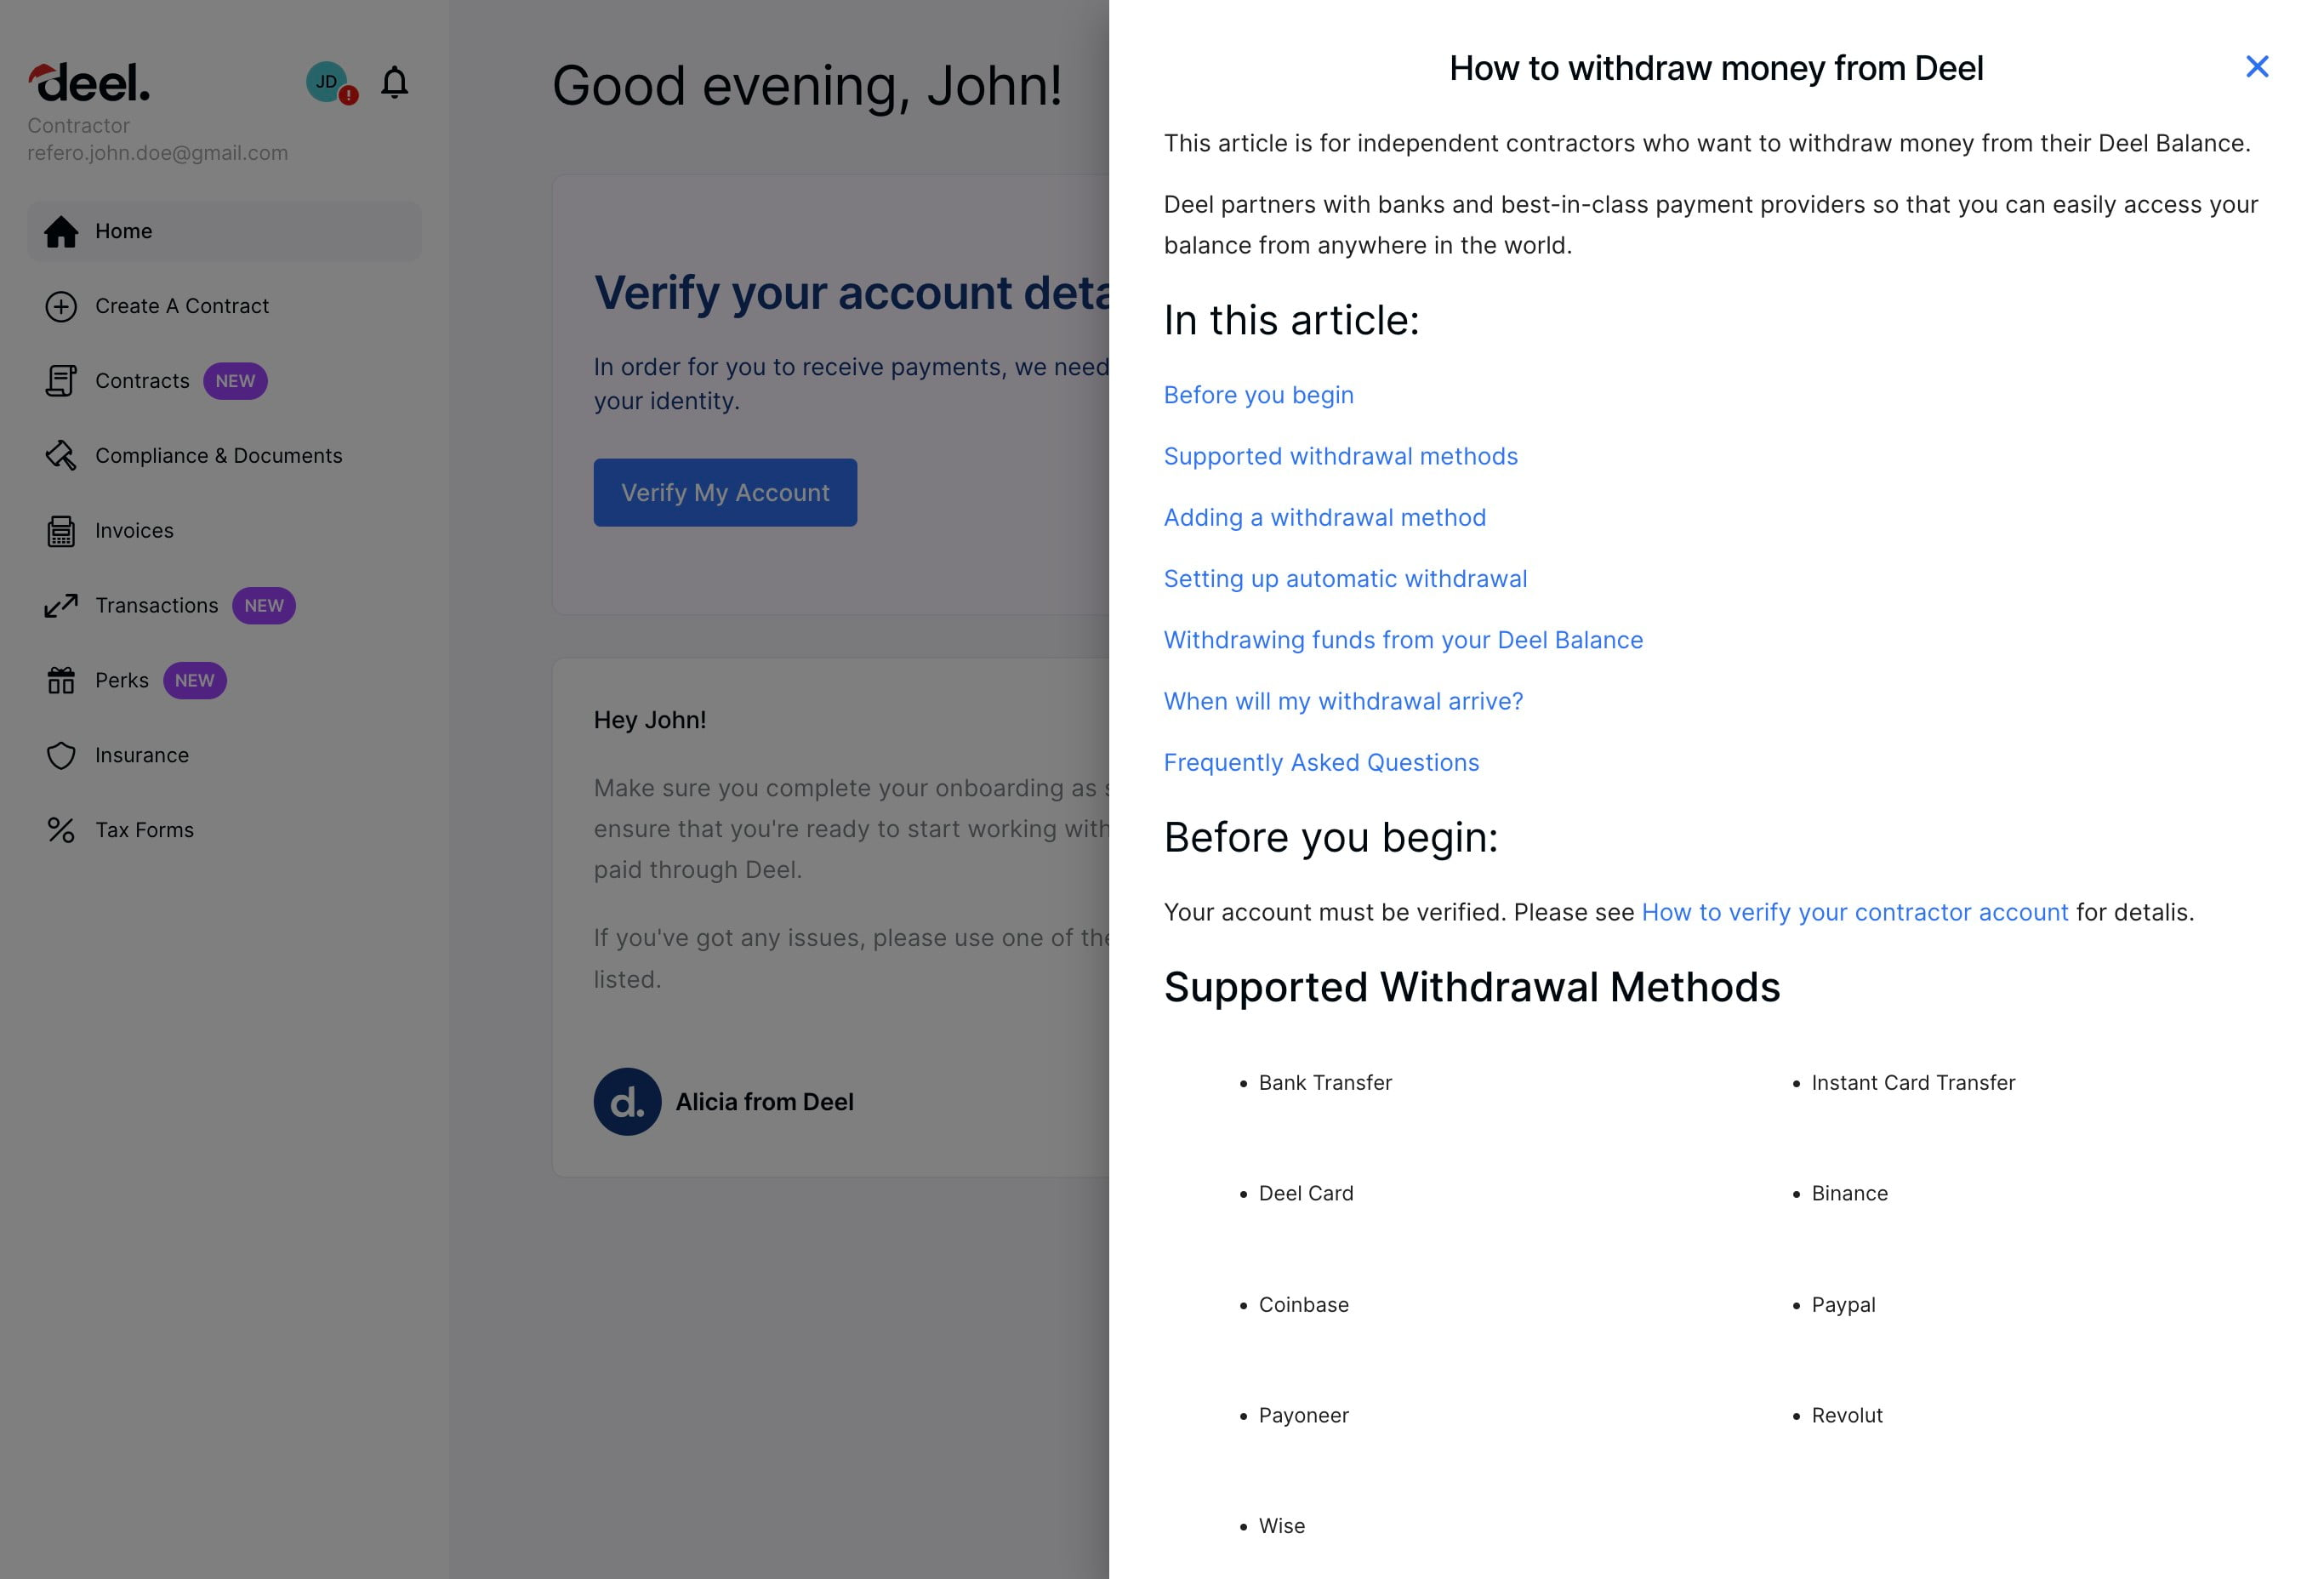 deel.
JD
Contractor
refero.john.doe@gmail.com
Home
Create A Contract
Contracts NEW
Compliance & Documents
Invoices
Transactions NEW
Perks NEW
Insurance
Tax Forms
Good evening, John!
Verify your account deta
In order for you to receive payments, we need
your identity.
Verify My Account
Hey John!
Make sure you complete your onboarding as s
ensure that you're ready to start working with
paid through Deel.
If you've got any issues, please use one of the
listed.
d. Alicia from Deel
How to withdraw money from Deel
This article is for independent contractors who want to withdraw money from their Deel Balance.
Deel partners with banks and best-in-class payment providers so that you can easily access your
balance from anywhere in the world.
In this article:
Before you begin
Supported withdrawal methods
Adding a withdrawal method
Setting up automatic withdrawal
Withdrawing funds from your Deel Balance
When will my withdrawal arrive?
Frequently Asked Questions
Before you begin:
Your account must be verified. Please see How to verify your contractor account for detalis.
Supported Withdrawal Methods
• Bank Transfer
• Instant Card Transfer
• Deel Card
• Binance
• Coinbase
• Paypal
• Payoneer
• Revolut
• Wise